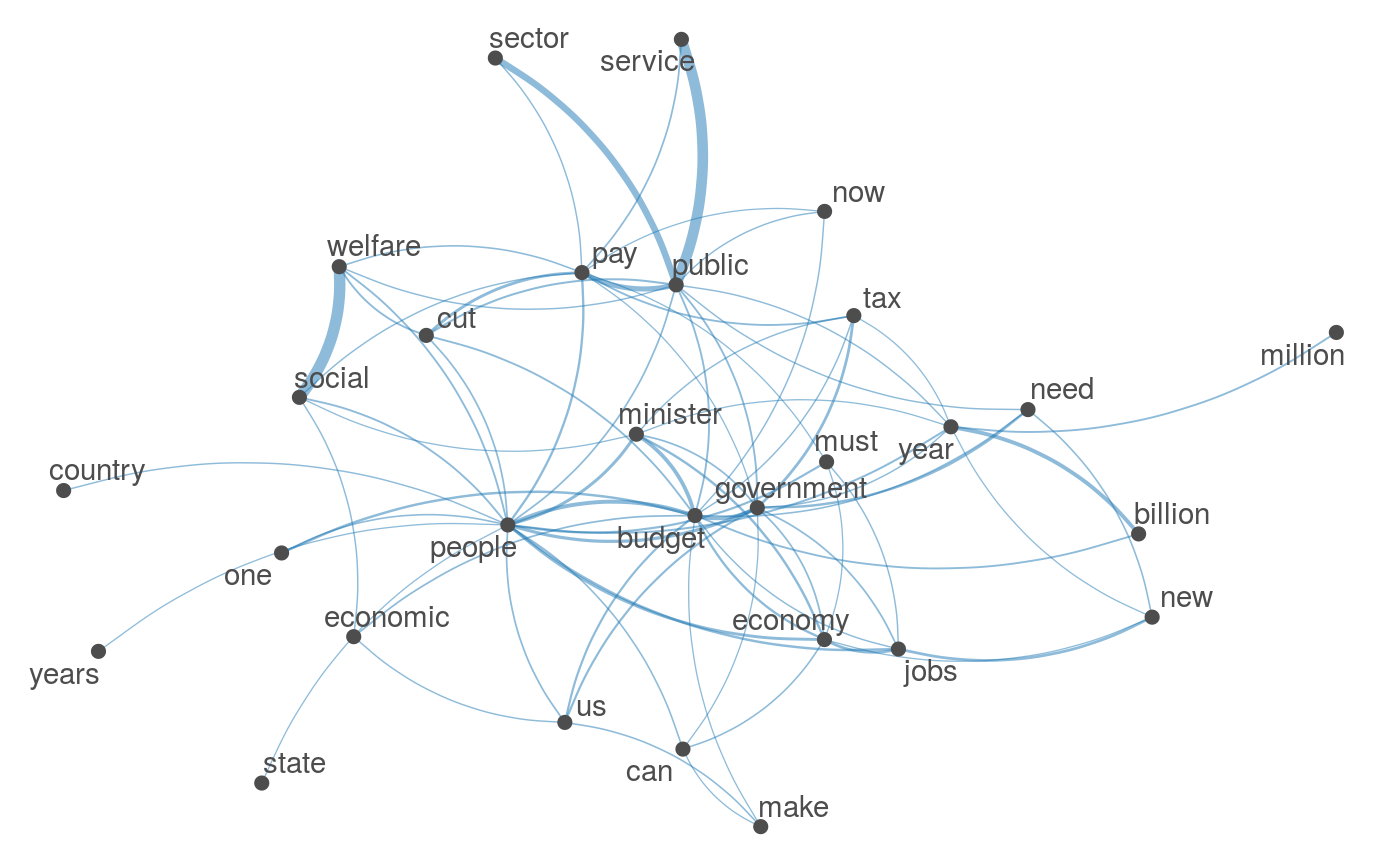 sector
service
now
welfare
pay
public
tax
cut
million
social
need
minister
must
year
country
government
billion
people
budget
one
new
economic
economy
years
jobs
us
state
can
make